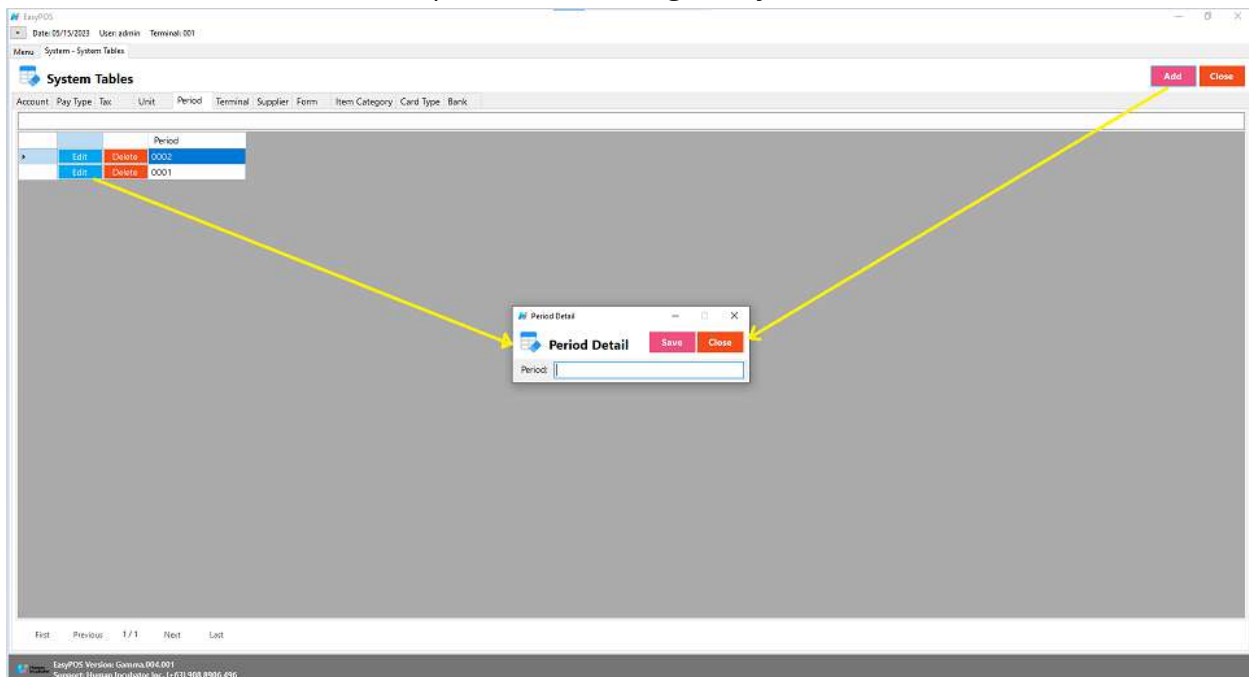 EasyPOS
Date: 05/15/2023 User: admin Terminal: 001
Menu System - System Tables
System Tables
Add Close
Account Pay Type Tax Unit Period Terminal Supplier Form Item Category Card Type Bank
Period
Edit Delete 0002
Edit Delete 0001
Period Detail
Period Detail Save Close
Period:
First Previous 1 / 1 Next Last
EasyPOS Version: Gamma.004.001
Support: Human Incubator Inc. (+63) 908 8906 496